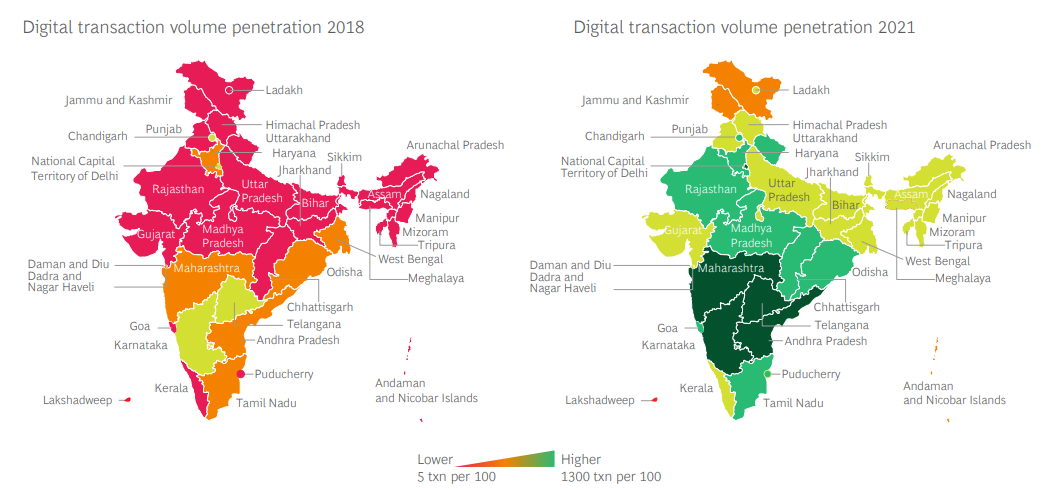 Digital transaction volume penetration 2018
Jammu and Kashmir
Ladakh
Chandigarh
Punjab
Himachal Pradesh
Uttarakhand
Haryana
National Capital
Territory of Delhi
Jharkhand
Sikkim
Arunachal Pradesh
Rajasthan
Uttar
Pradesh
Bihar
Assam
Nagaland
Manipur
Mizoram
Tripura
Gujarat
Madhya
Pradesh
West Bengal
Meghalaya
Daman and Diu
Dadra and
Nagar Haveli
Maharashtra
Odisha
Chhattisgarh
Goa
Telangana
Karnataka
Andhra Pradesh
Puducherry
Kerala
Tamil Nadu
Lakshadweep
Andaman
and Nicobar Islands
Digital transaction volume penetration 2021
Jammu and Kashmir
Ladakh
Chandigarh
Punjab
Himachal Pradesh
Uttarakhand
Haryana
National Capital
Territory of Delhi
Jharkhand
Sikkim
Arunachal Pradesh
Rajasthan
Uttar
Pradesh
Bihar
Assam
Nagaland
Manipur
Mizoram
Tripura
Gujarat
Madhya
Pradesh
West Bengal
Meghalaya
Daman and Diu
Dadra and
Nagar Haveli
Maharashtra
Odisha
Chhattisgarh
Goa
Telangana
Karnataka
Andhra Pradesh
Puducherry
Kerala
Tamil Nadu
Lakshadweep
Andaman
and Nicobar Islands
Lower
5 txn per 100
Higher
1300 txn per 100